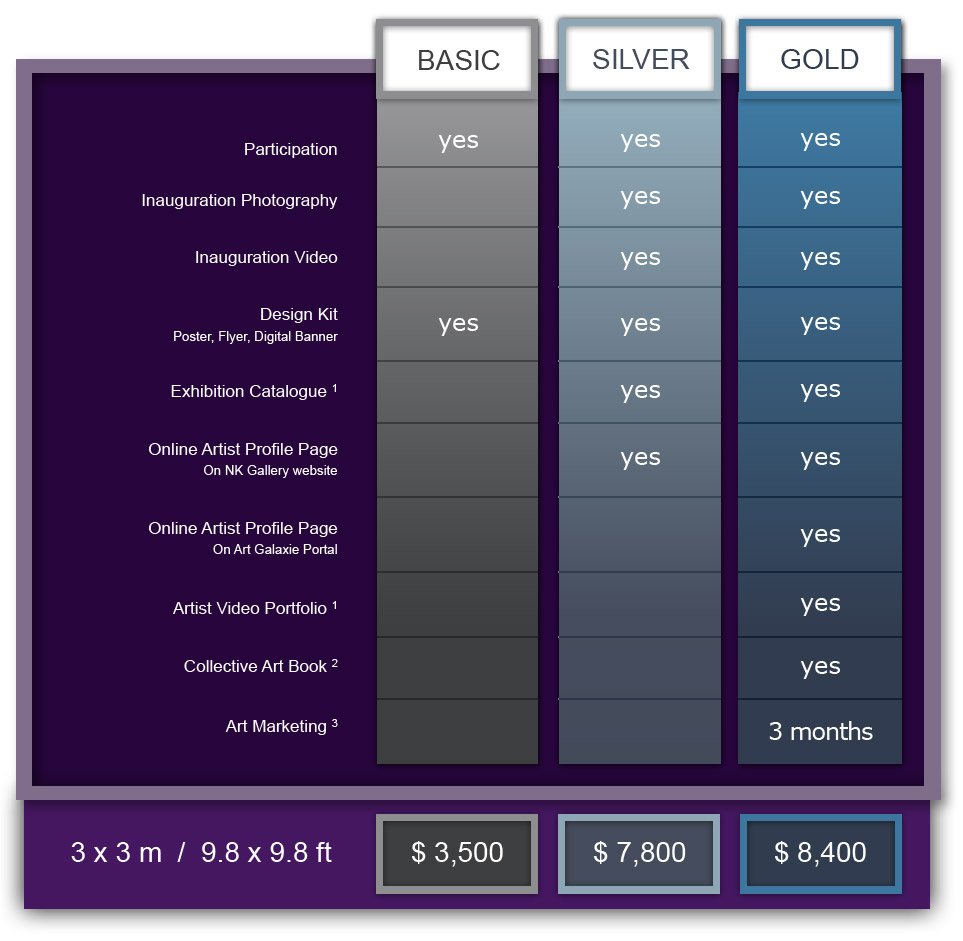 BASIC SILVER GOLD
Participation yes yes yes
Inauguration Photography yes yes
Inauguration Video yes yes
Design Kit
Poster, Flyer, Digital Banner yes yes yes
Exhibition Catalogue ¹ yes yes
Online Artist Profile Page yes yes
On NK Gallery website
Online Artist Profile Page yes
On Art Galaxie Portal
Artist Video Portfolio ¹ yes
Collective Art Book ² yes
Art Marketing ³ 3 months
3 x 3 m / 9.8 x 9.8 ft $ 3,500 $ 7,800 $ 8,400